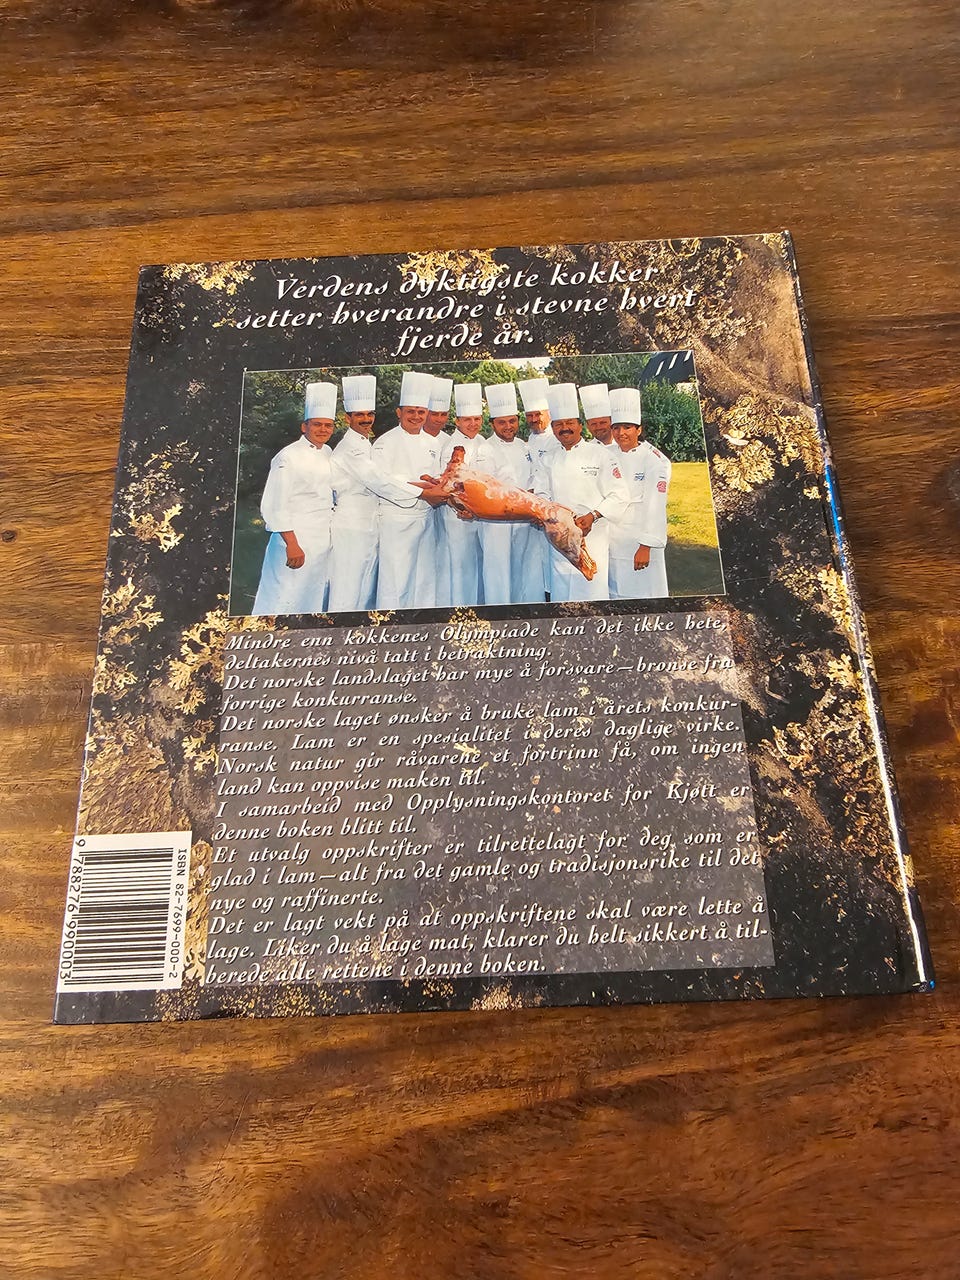 Verdens dyktigste kokker
setter hverandre i stevne hvert
fjerde år.
Mindre enn kokkenes Olympiade kan det ikke hete,
deltakernes nivå tatt i betraktning.
Det norske landslaget har mye å forsvare – bronse fra
forrige konkurranse.
Det norske laget ønsker å bruke lam i årets konkur-
ranse. Lam er en spesialitet i deres daglige virke.
Norsk natur gir råvarene et fortrinn få, om ingen
land kan oppvise maken til.
I samarbeid med Opplysningskontoret for Kjøtt er
denne boken blitt til.
Et utvalg oppskrifter er tilrettelagt for deg som er
glad i lam – alt fra det gamle og tradisjonsrike til det
nye og raffinerte.
Det er lagt vekt på at oppskriftene skal være lette å
lage. Liker du å lage mat, klarer du helt sikkert å til-
berede alle rettene i denne boken.
ISBN 82-7699-000-2
9 788276 990003